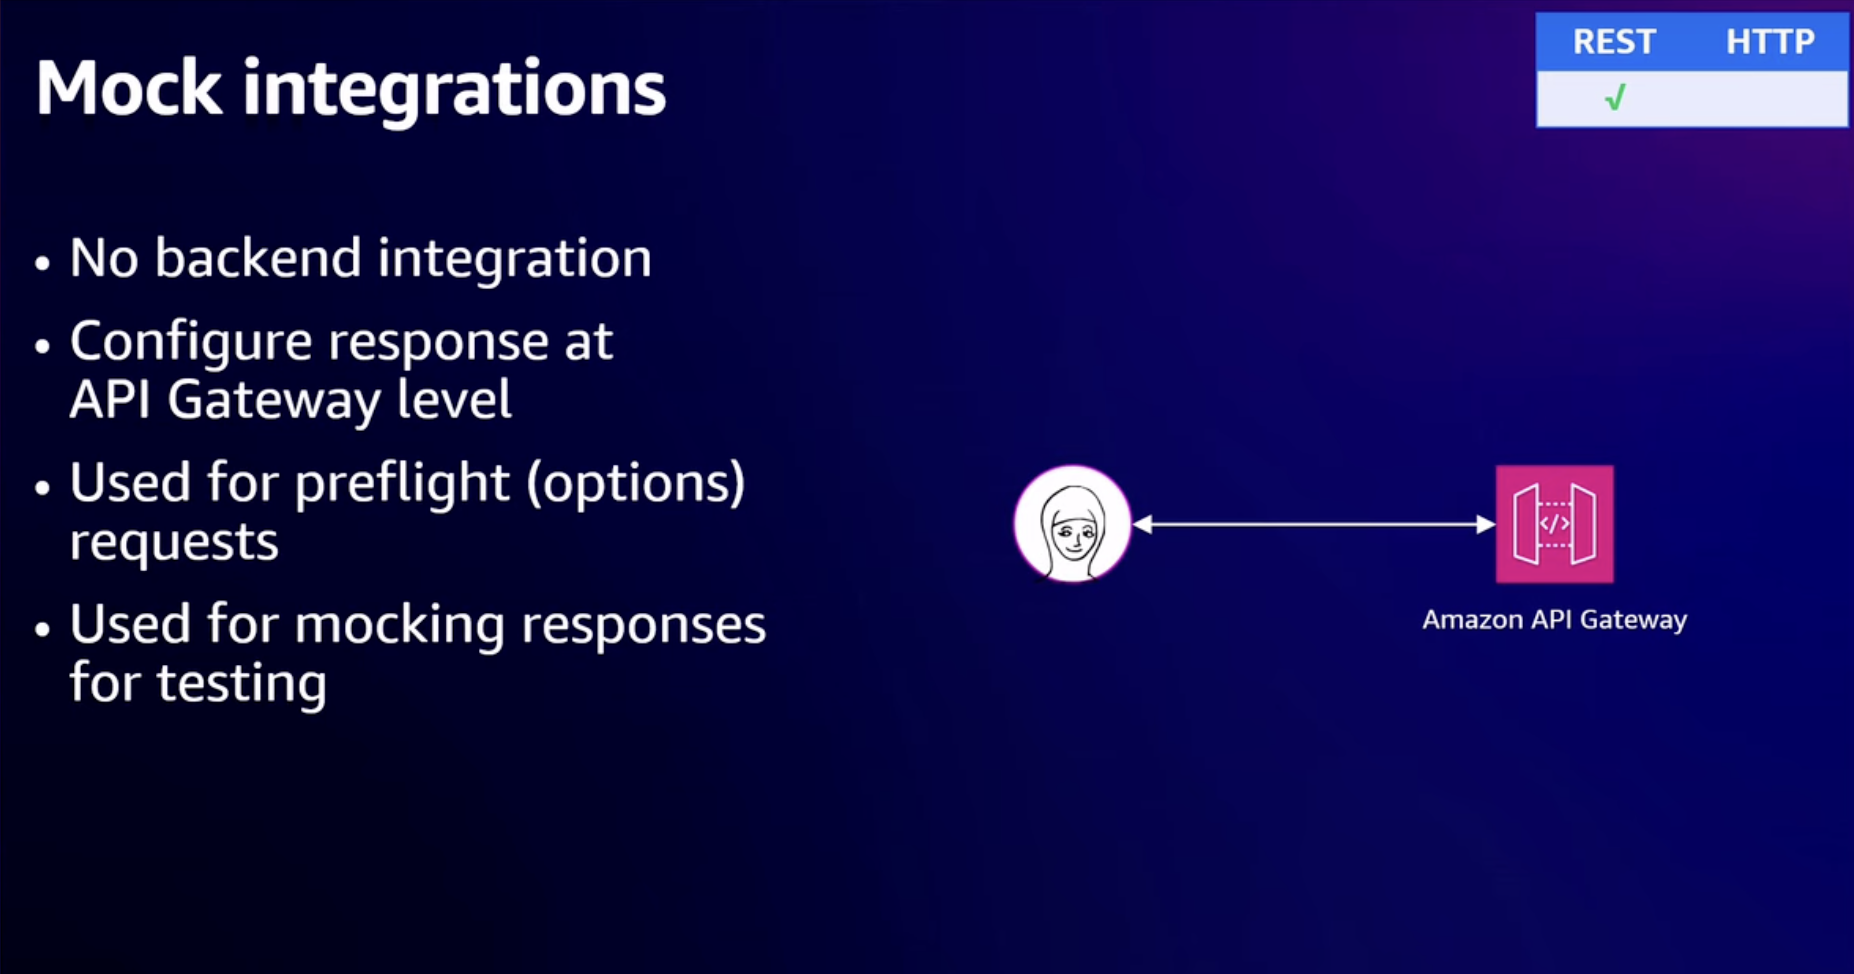 Mock integrations
REST HTTP
√
• No backend integration
• Configure response at
API Gateway level
• Used for preflight (options)
requests
• Used for mocking responses
for testing
</>
Amazon API Gateway